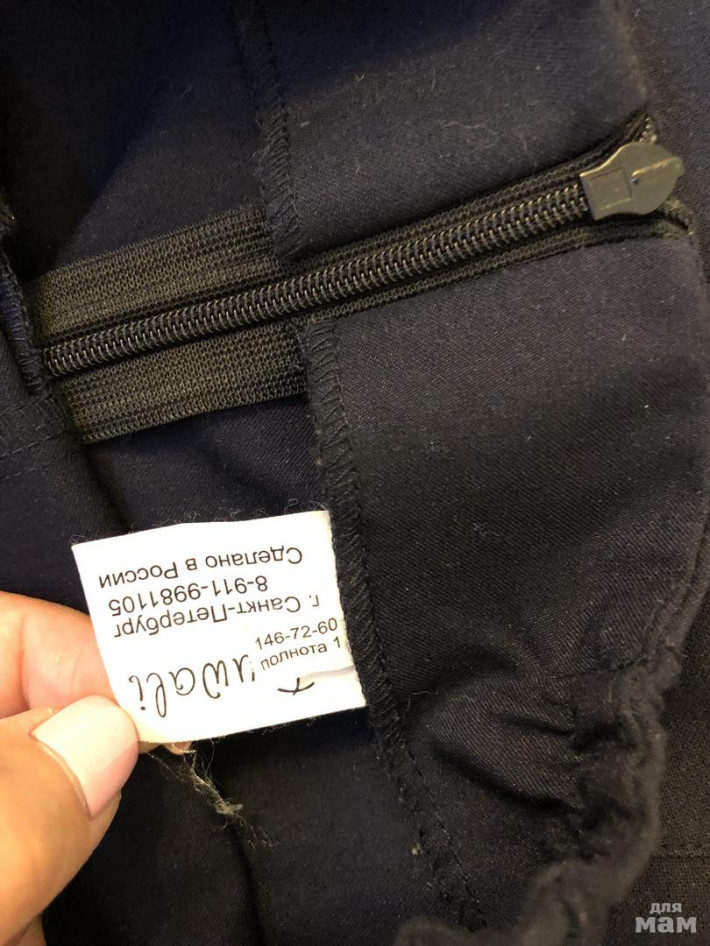 г. Санкт-Петербург
8-911-9981105
Сделано в России
146-72-60
полнота 1
для
мам